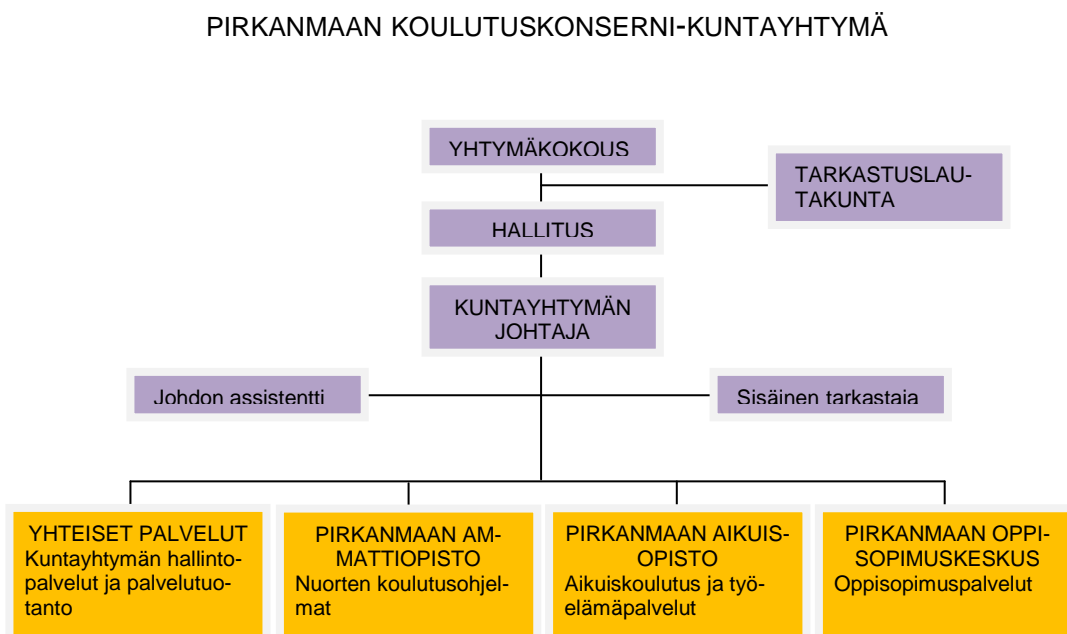 PIRKANMAAN KOULUTUSKONSERNI-KUNTAYHTYMÄ
YHTYMÄKOKOUS
TARKASTUSLAU-
TAKUNTA
HALLITUS
KUNTAYHTYMÄN
JOHTAJA
Johdon assistentti
Sisäinen tarkastaja
YHTEISET PALVELUT
Kuntayhtymän hallinto-
palvelut ja palvelutuo-
tanto
PIRKANMAAN AM-
MATTIOPISTO
Nuorten koulutusohjel-
mat
PIRKANMAAN AIKUIS-
OPISTO
Aikuiskoulutus ja työ-
elämäpalvelut
PIRKANMAAN OPPI-
SOPIMUSKESKUS
Oppisopimuspalvelut